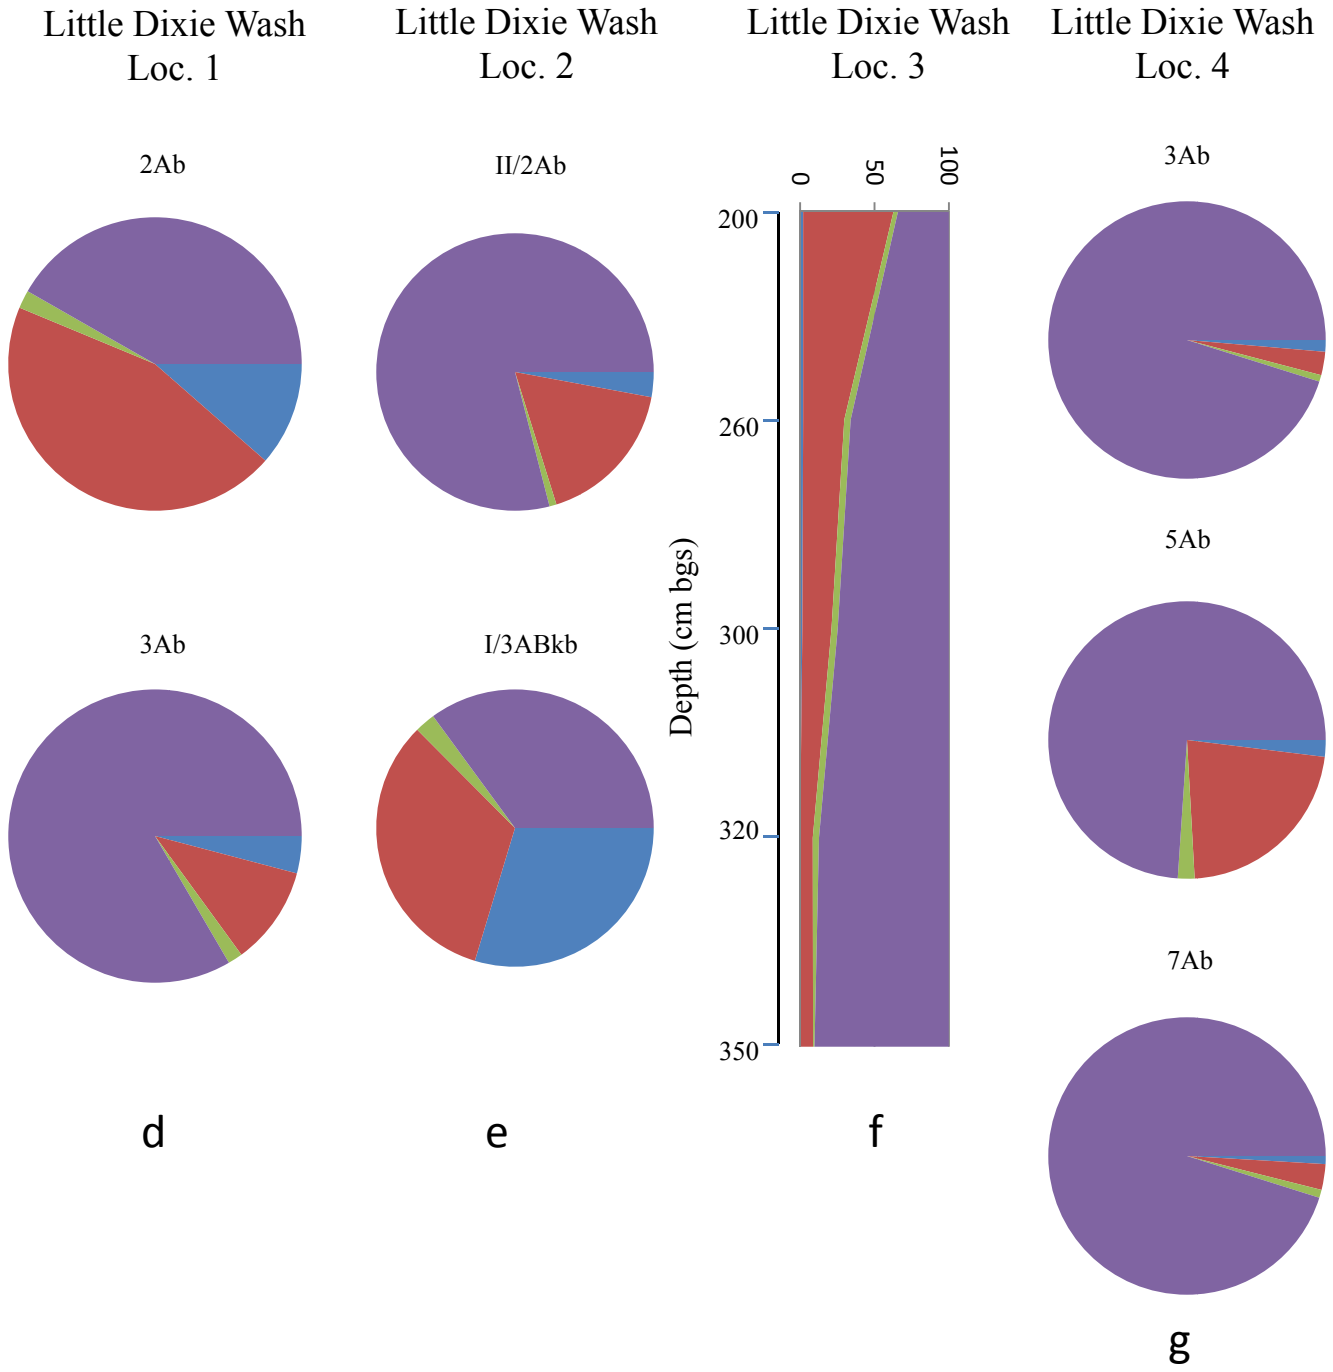 Little Dixie Wash
Loc. 1
Little Dixie Wash
Loc. 2
Little Dixie Wash
Loc. 3
Little Dixie Wash
Loc. 4
2Ab
3Ab
d
II/2Ab
I/3ABkb
e
0
50
100
200
260
300
320
350
Depth (cm bgs)
f
3Ab
5Ab
7Ab
g